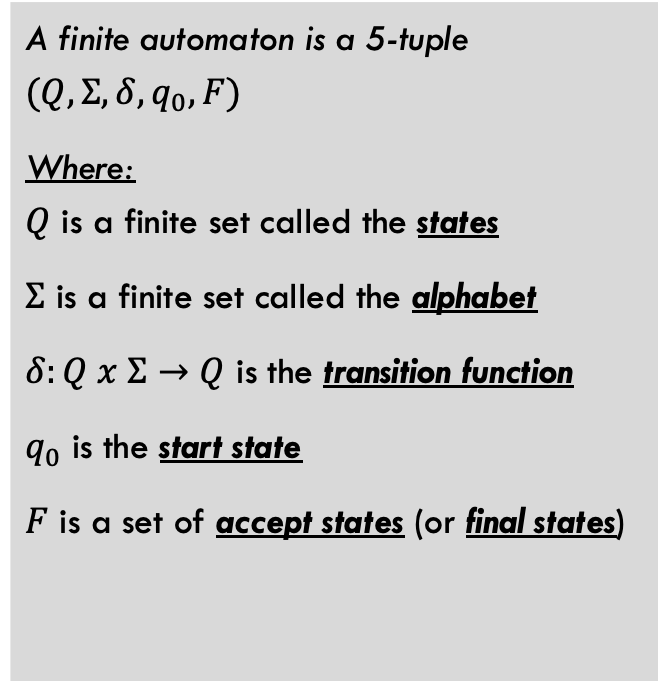 A finite automaton is a 5-tuple
(Q, Σ, δ, q₀, F)
Where:
Q is a finite set called the states
Σ is a finite set called the alphabet
δ: Q x Σ → Q is the transition function
q₀ is the start state
F is a set of accept states (or final states)